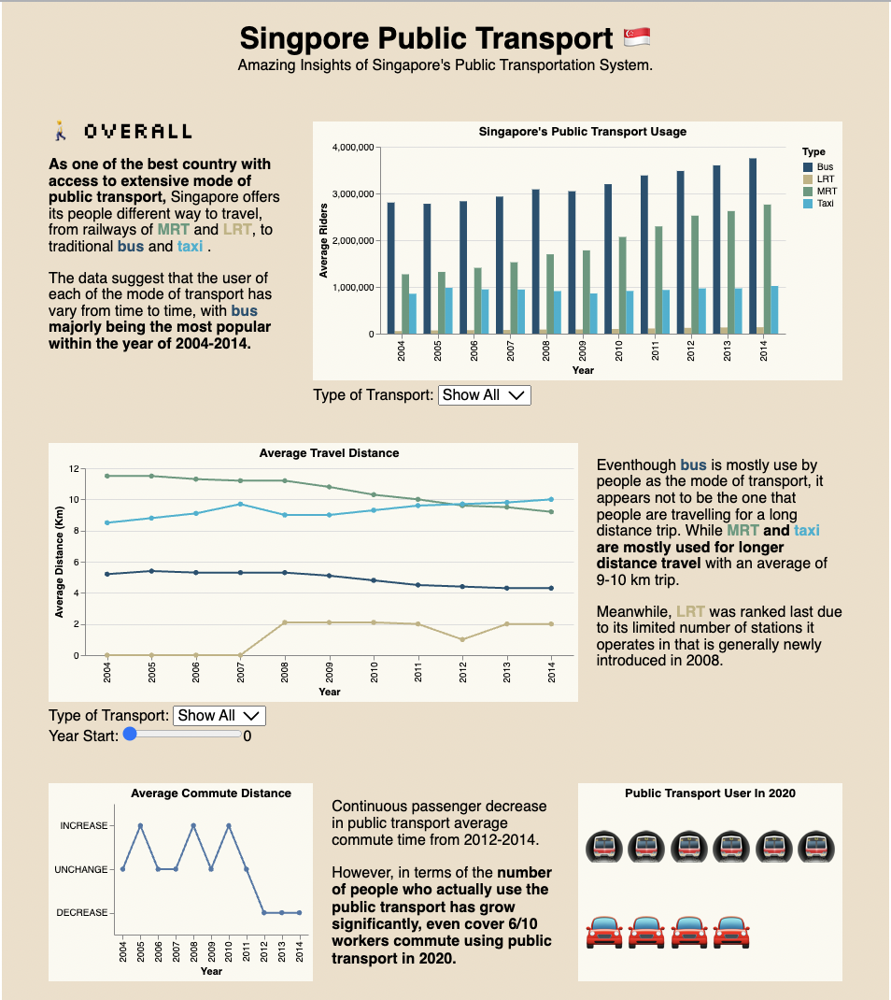 Singpore Public Transport 🇸🇬
Amazing Insights of Singapore's Public Transportation System.
OVERALL
As one of the best country with
access to extensive mode of
public transport, Singapore offers
its people different way to travel,
from railways of MRT and LRT, to
traditional bus and taxi .
The data suggest that the user of
each of the mode of transport has
vary from time to time, with bus
majorly being the most popular
within the year of 2004-2014.
Singapore's Public Transport Usage
Average Riders
4,000,000
3,000,000
2,000,000
1,000,000
0
2004 2005 2006 2007 2008 2009 2010 2011 2012 2013 2014
Year
Type
Bus
LRT
MRT
Taxi
Type of Transport: Show All
Average Travel Distance
Average Distance (Km)
12
10
8
6
4
2
0
2004 2005 2006 2007 2008 2009 2010 2011 2012 2013 2014
Year
Type of Transport: Show All
Year Start: 0
Eventhough bus is mostly use by
people as the mode of transport, it
appears not to be the one that
people are travelling for a long
distance trip. While MRT and taxi
are mostly used for longer
distance travel with an average of
9-10 km trip.
Meanwhile, LRT was ranked last due
to its limited number of stations it
operates in that is generally newly
introduced in 2008.
Average Commute Distance
INCREASE
UNCHANGE
DECREASE
2004 2005 2006 2007 2008 2009 2010 2011 2012 2013 2014
Year
Continuous passenger decrease
in public transport average
commute time from 2012-2014.
However, in terms of the number
of people who actually use the
public transport has grow
significantly, even cover 6/10
workers commute using public
transport in 2020.
Public Transport User In 2020